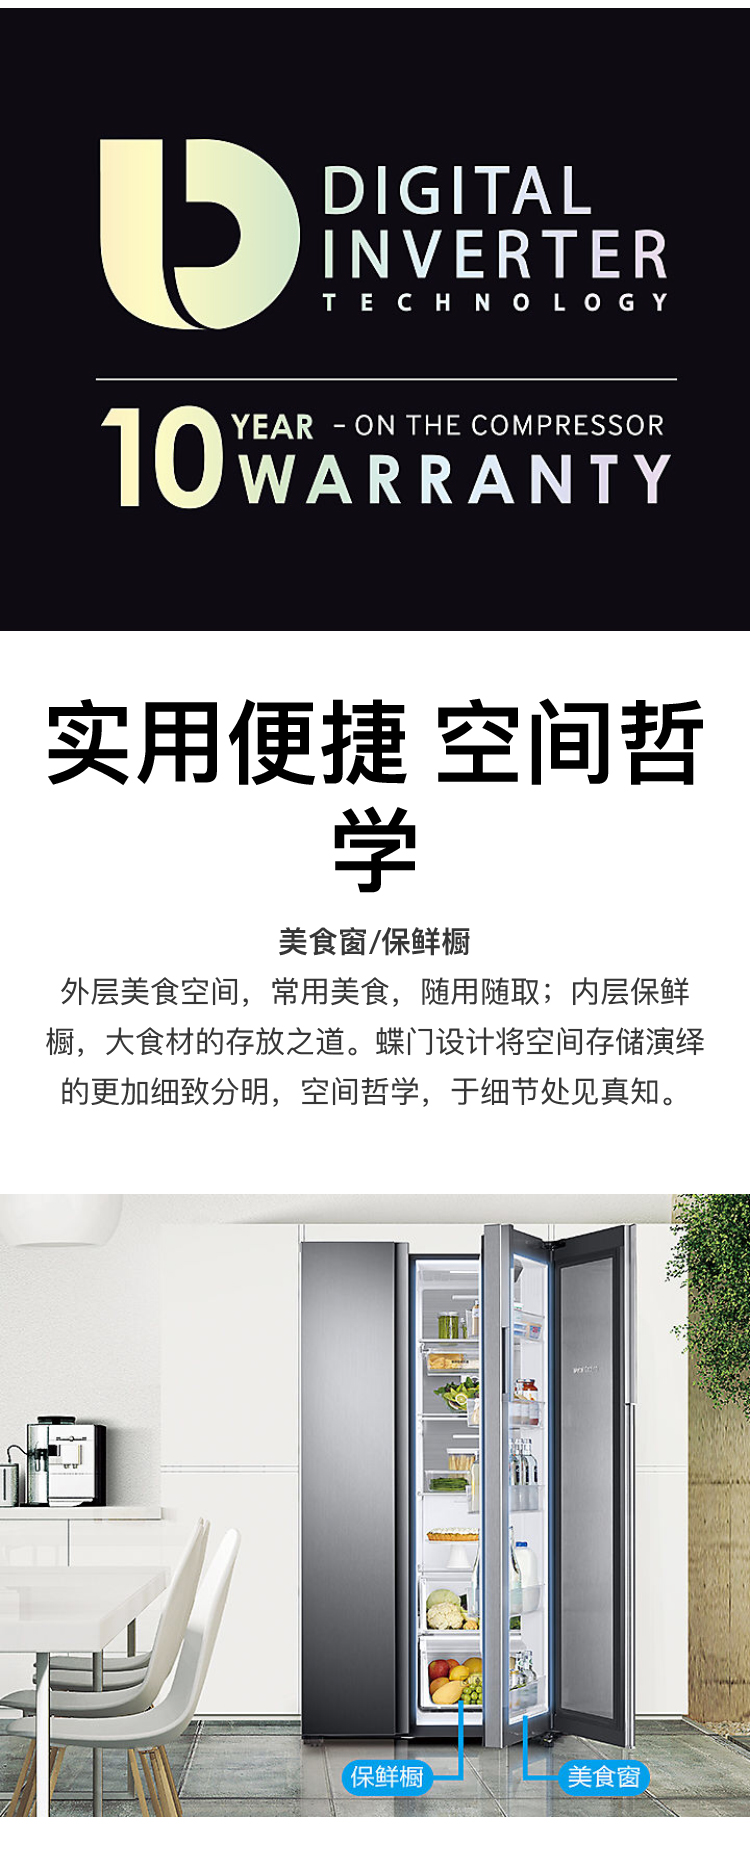 DIGITAL
INVERTER
TECHNOLOGY
10 YEAR - ON THE COMPRESSOR
WARRANTY
实用便捷 空间哲
学
美食窗/保鲜橱
外层美食空间，常用美食，随用随取；内层保鲜
橱，大食材的存放之道。蝶门设计将空间存储演绎
的更加细致分明，空间哲学，于细节处见真知。
保鲜橱
美食窗